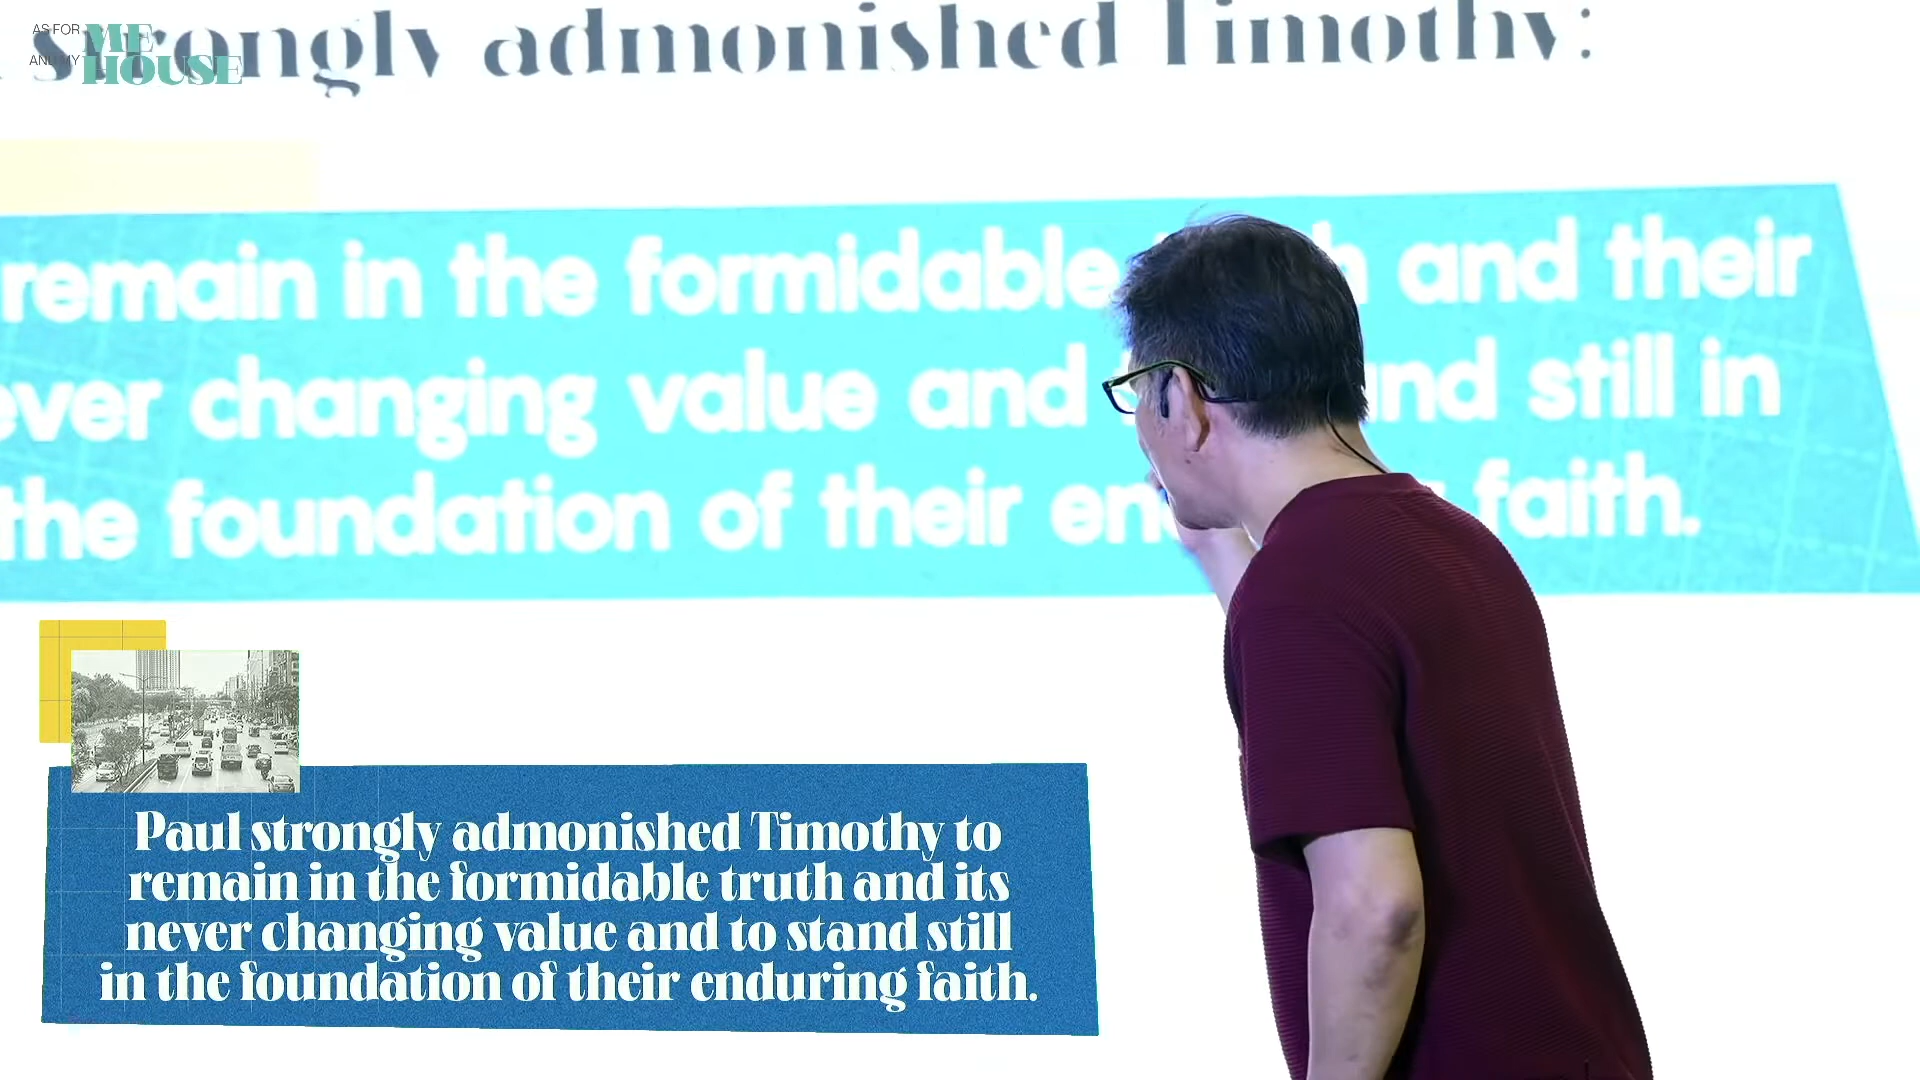 AS FOR ME
AND MY HOUSE
strongly admonished Timothy:
remain in the formidable and their
ever changing value and and still in
the foundation of their faith.
Paul strongly admonished Timothy to
remain in the formidable truth and its
never changing value and to stand still
in the foundation of their enduring faith.